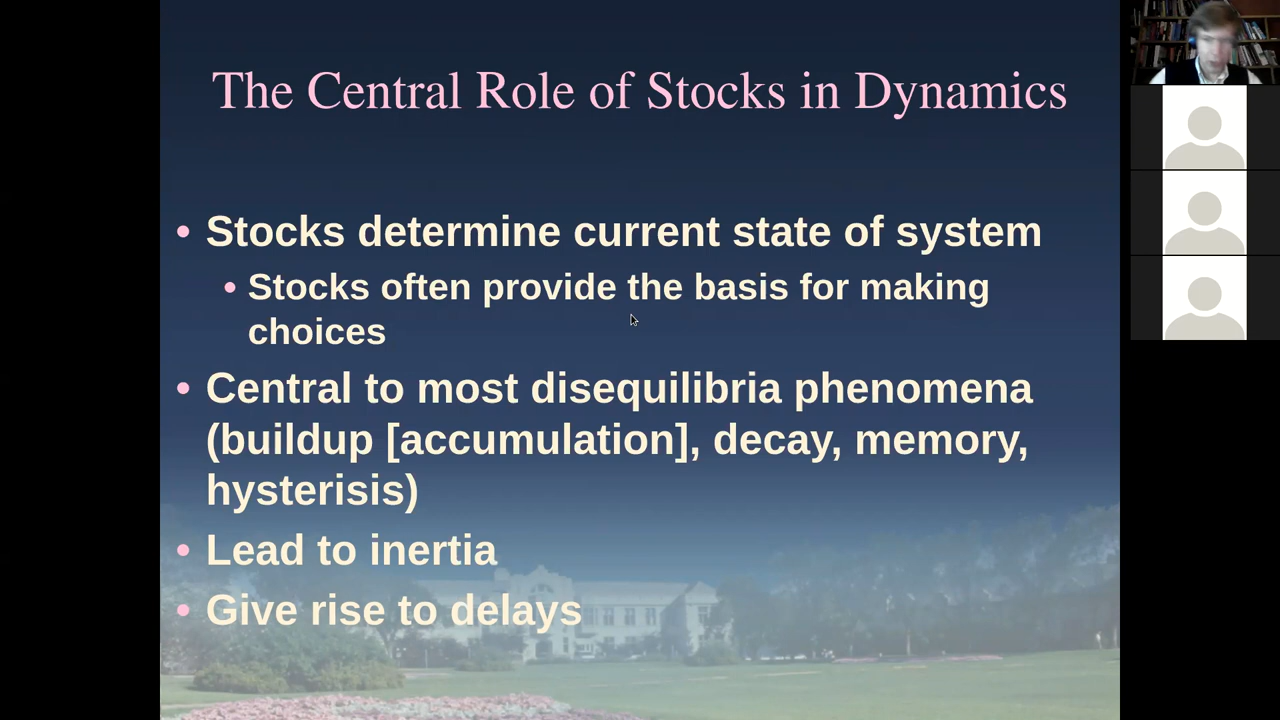 The Central Role of Stocks in Dynamics
• Stocks determine current state of system
• Stocks often provide the basis for making
choices
• Central to most disequilibria phenomena
(buildup [accumulation], decay, memory,
hysterisis)
• Lead to inertia
• Give rise to delays